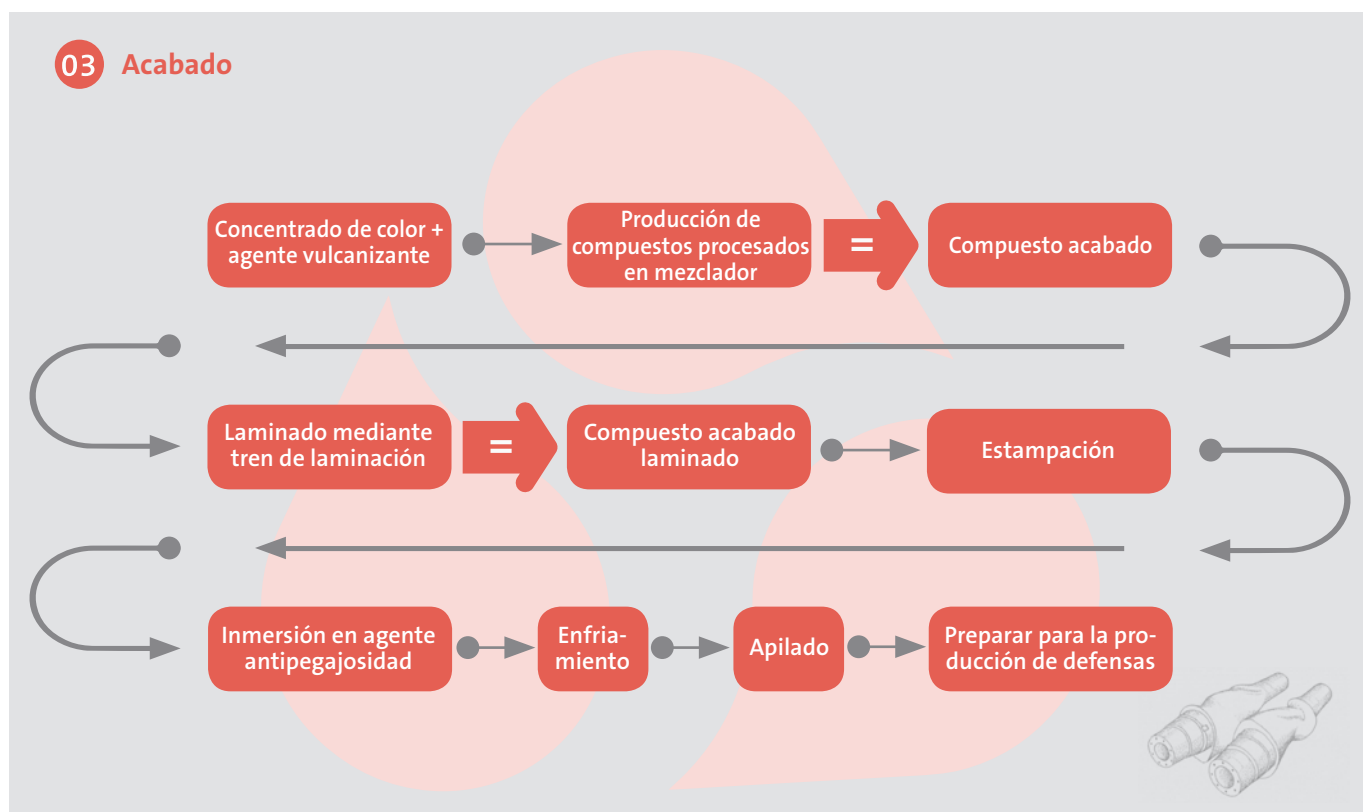 03 Acabado
Concentrado de color +
agente vulcanizante
Producción de
compuestos procesados
en mezclador
=
Compuesto acabado
Laminado mediante
tren de laminación
=
Compuesto acabado
laminado
Estampación
Inmersión en agente
antipegajosidad
Enfria-
miento
Apilado
Preparar para la pro-
ducción de defensas